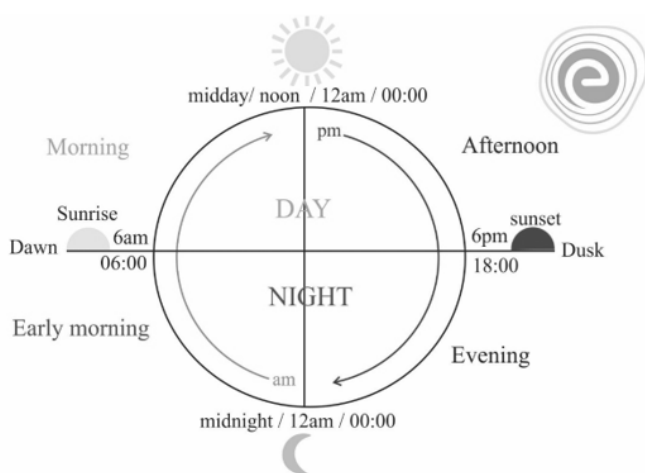 midday/ noon / 12am / 00:00
Morning
pm
Afternoon
DAY
Sunrise
sunset
Dawn
6am
6pm
Dusk
06:00
18:00
NIGHT
Early morning
Evening
am
midnight / 12am / 00:00